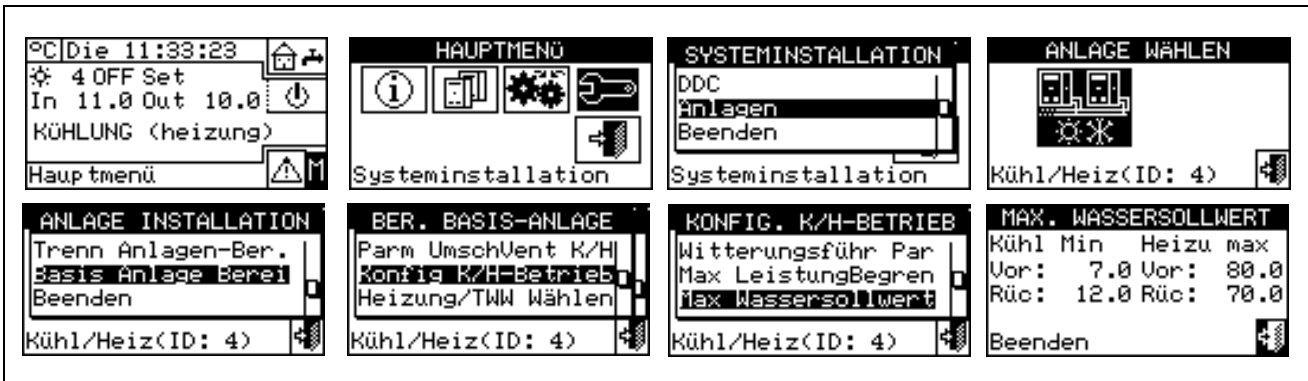 ºC Die 11:33:23
4 OFF Set
In 11.0 Out 10.0
KüHLUNG (heizung)
Haup tmenü M
HAUPTMENÜ
i
Systeminstallation
SYSTEMINSTALLATION
DDC
Anlagen
Beenden
Systeminstallation
ANLAGE WÄHLEN
Kühl/Heiz(ID: 4)
ANLAGE INSTALLATION
Trenn Anlagen-Ber.
Basis Anlage Berei
Beenden
Kühl/Heiz(ID: 4)
BER. BASIS-ANLAGE
Parm UmschVent K/H
Konfig K/H-Betrieb
Heizung/TWW Wählen
Kühl/Heiz(ID: 4)
KONFIG. K/H-BETRIEB
Witterungsführ Par
Max LeistungBegren
Max Wassersollwert
Kühl/Heiz(ID: 4)
MAX. WASSERSOLLWERT
Kühl Min Heizu max
Vor: 7.0 Vor: 80.0
Rüc: 12.0 Rüc: 70.0
Beenden